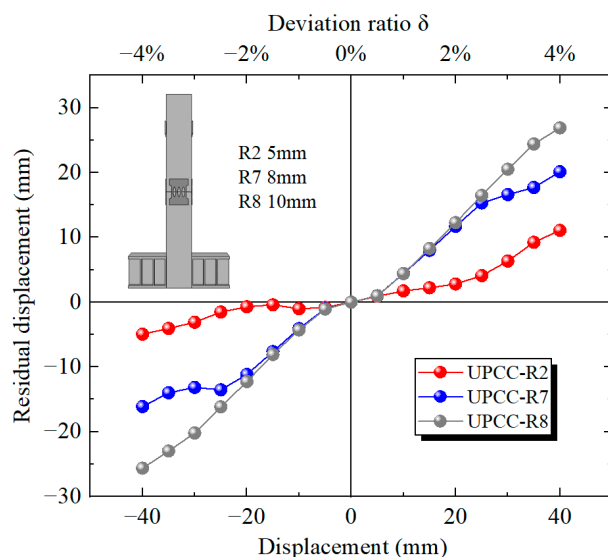 Deviation ratio δ
−4% −2% 0% 2% 4%
30
20
10
0
−10
−20
−30
Residual displacement (mm)
R2 5mm
R7 8mm
R8 10mm
UPCC-R2
UPCC-R7
UPCC-R8
−40 −20 0 20 40
Displacement (mm)